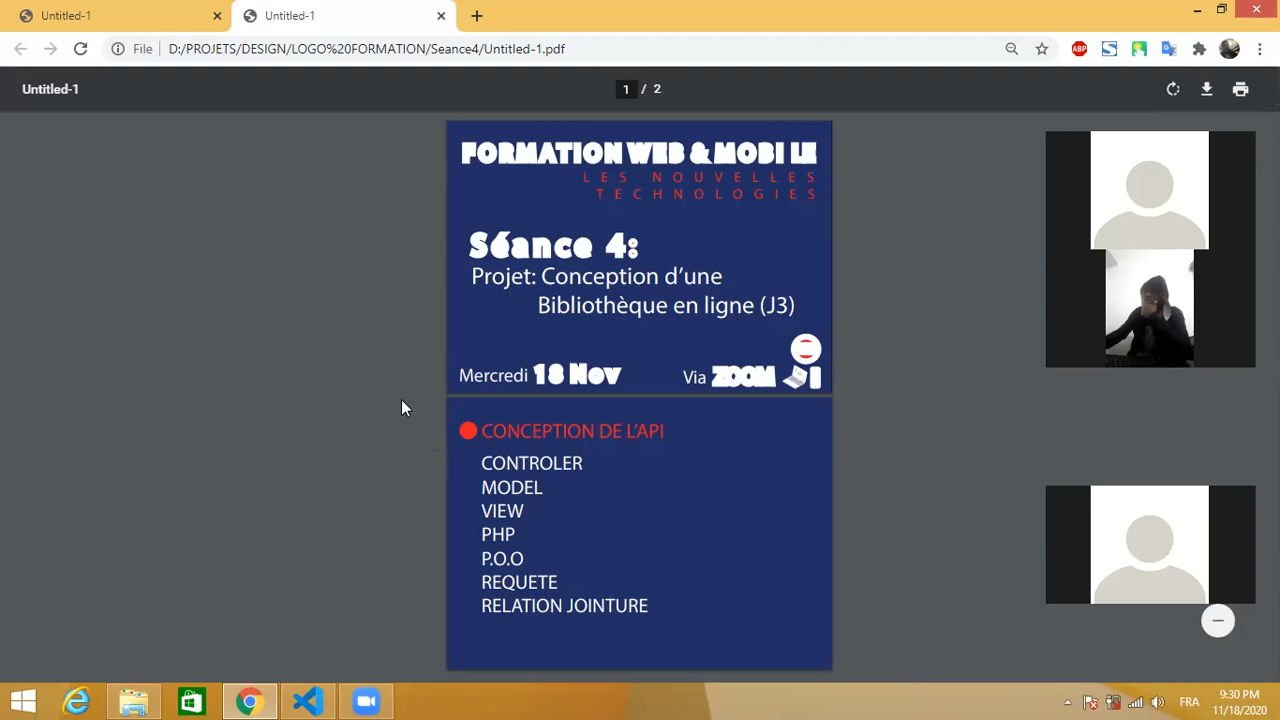 Untitled-1
Untitled-1
File
D:/PROJETS/DESIGN/LOGO%20FORMATION/Seance4/Untitled-1.pdf
ABP
Untitled-1
1 / 2
FORMATION WEB & MOBILE
LES NOUVELLES
TECHNOLOGIES
Séance 4:
Projet: Conception d'une
Bibliothèque en ligne (J3)
Mercredi 18 Nov
Via ZOOM
CONCEPTION DE L'API
CONTROLER
MODEL
VIEW
PHP
P.O.O
REQUETE
RELATION JOINTURE
FRA
9:30 PM
11/18/2020